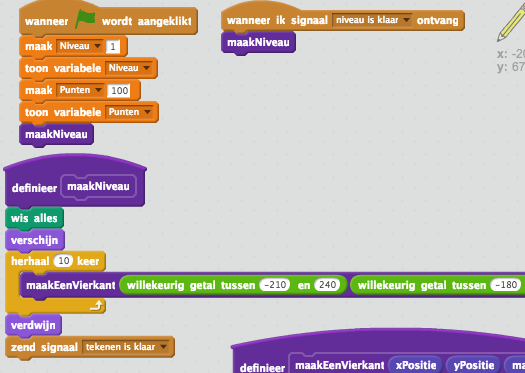 wanneer wordt aangeklikt
maak Niveau 1
toon variabele Niveau
maak Punten 100
toon variabele Punten
maakNiveau
wanneer ik signaal niveau is klaar ontvang
maakNiveau
x: -20
y: 67
definieer maakNiveau
wis alles
verschijn
herhaal 10 keer
maakEenVierkant willekeurig getal tussen -210 en 240 willekeurig getal tussen -180
verdwijn
zend signaal tekenen is klaar
definieer maakEenVierkant xPositie yPositie ma